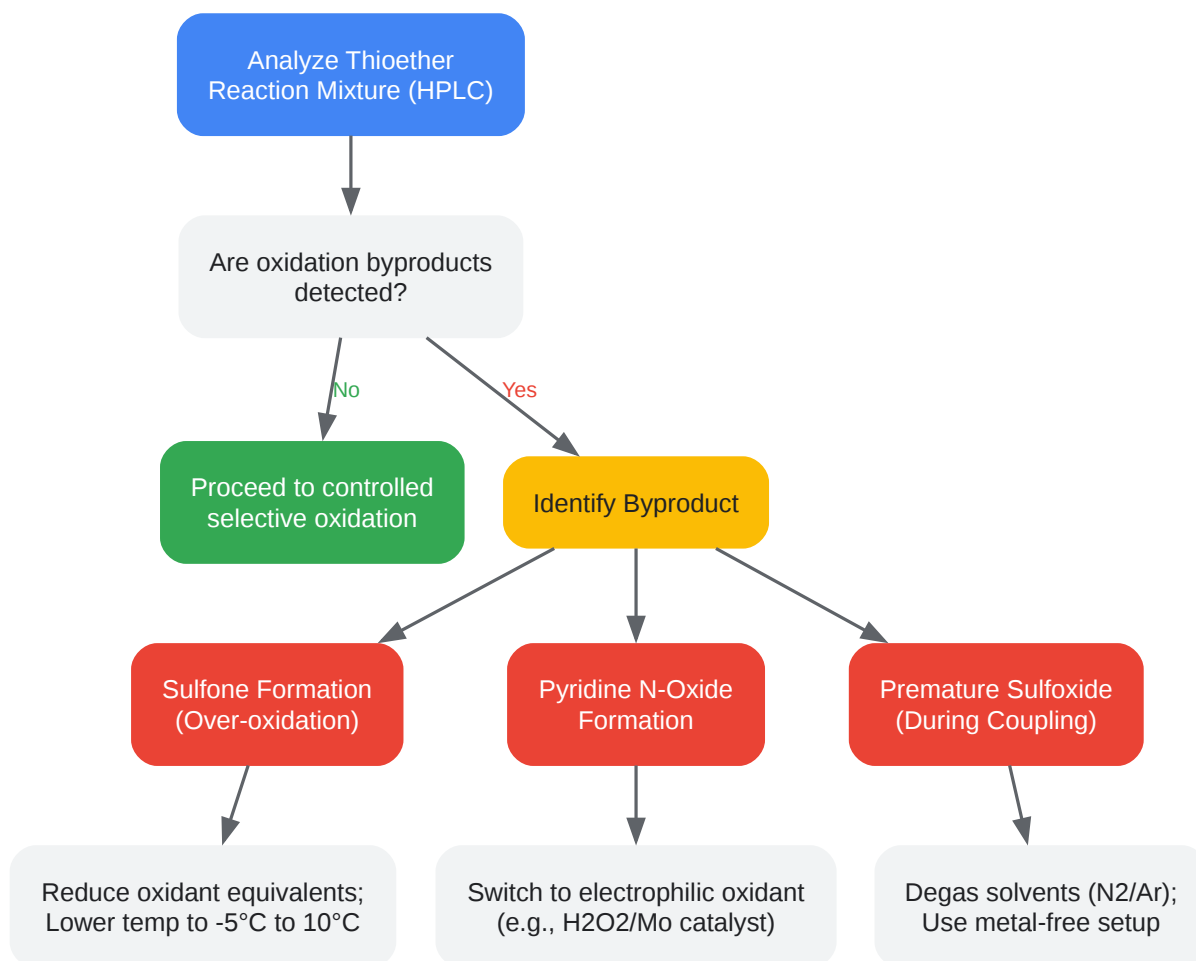 Analyze Thioether
Reaction Mixture (HPLC)
Are oxidation byproducts
detected?
No
Yes
Proceed to controlled
selective oxidation
Identify Byproduct
Sulfone Formation
(Over-oxidation)
Pyridine N-Oxide
Formation
Premature Sulfoxide
(During Coupling)
Reduce oxidant equivalents;
Lower temp to -5°C to 10°C
Switch to electrophilic oxidant
(e.g., H2O2/Mo catalyst)
Degas solvents (N2/Ar);
Use metal-free setup